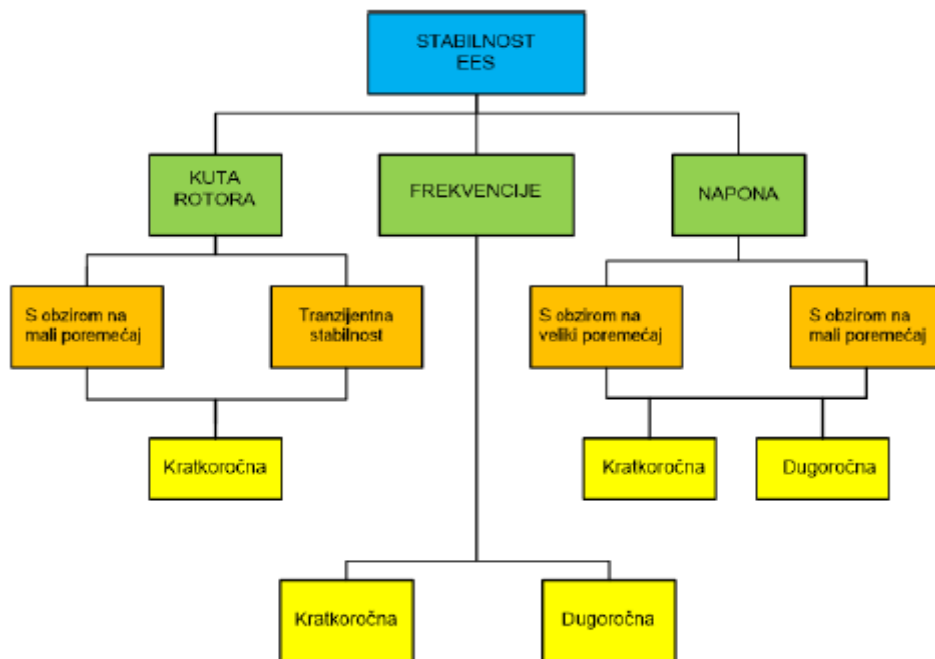 STABILNOST
EES
KUTA
ROTORA
FREKVENCIJE
NAPONA
S obzirom na
mali poremećaj
Tranzijentna
stabilnost
S obzirom na
veliki poremećaj
S obzirom na
mali poremećaj
Kratkoročna
Kratkoročna
Dugoročna
Kratkoročna
Dugoročna